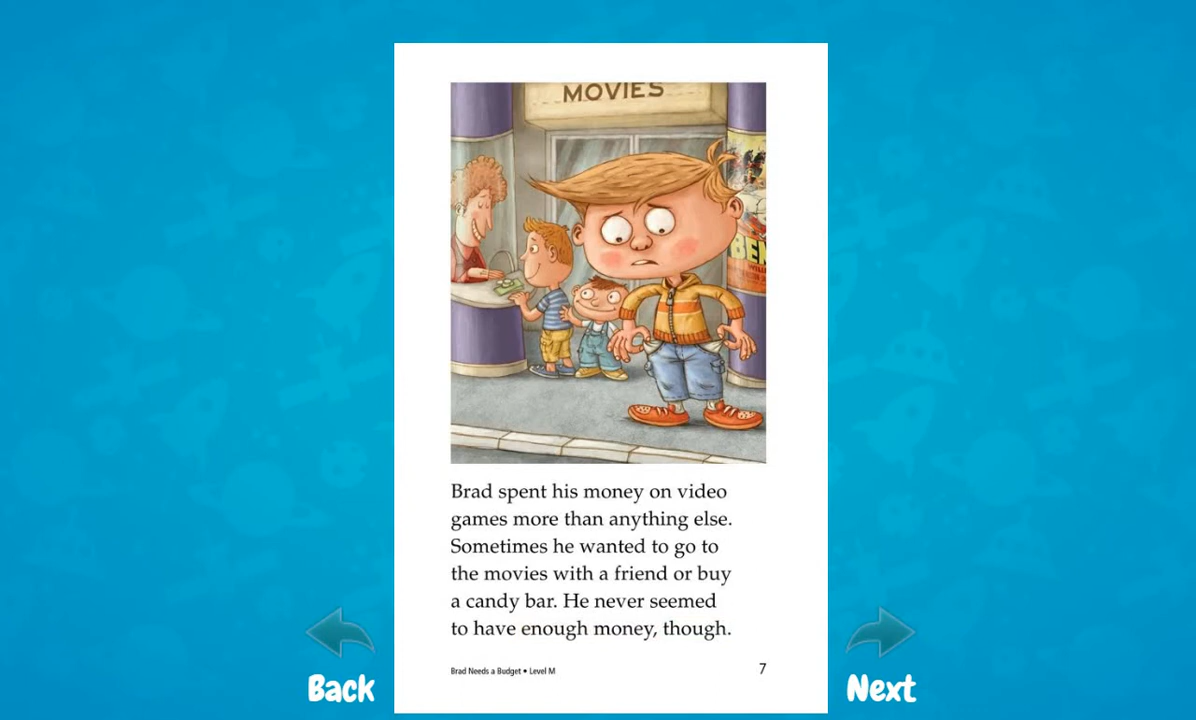 MOVIES
BEN
Brad spent his money on video
games more than anything else.
Sometimes he wanted to go to
the movies with a friend or buy
a candy bar. He never seemed
to have enough money, though.
Brad Needs a Budget • Level M
7
Back
Next